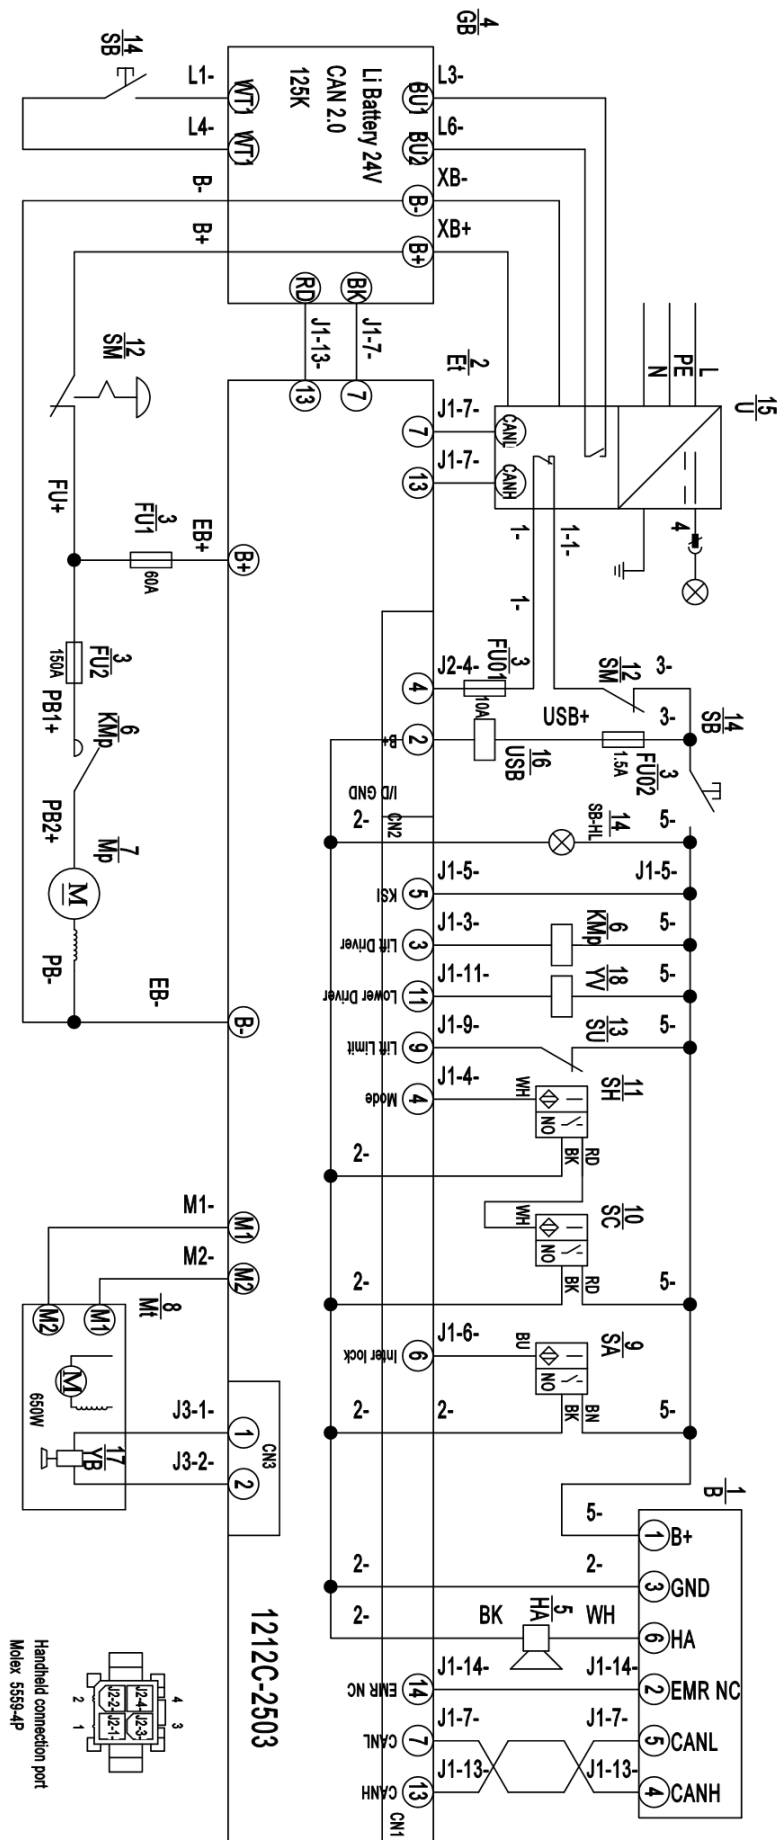 4
GB
14
SB
L1-
L4-
B-
B+
WT1
WT1
Li Battery 24V
CAN 2.0
125K
BU1
BU2
B-
B+
L3-
L6-
XB-
XB+
RD
BK
J1-13-
J1-7-
13
7
12
SM
2
Et
L
PE
N
15
U
J1-7-
J1-7-
7
13
CANL
CANH
4
1-
1-1-
1-
FU+
3
FU1
60A
EB+
B+
3
FU2
150A
PB1+
6
KMp
PB2+
7
Mp
M
PB-
EB-
B-
J2-4-
4
3
FU01
10A
12
SM
3-
3-
14
SB
USB+
B+
2
16
USB
3
FU02
1.5A
I/D GND
CN2
2-
14
SB-HL
5-
J1-5-
J1-5-
5
KSI
J1-3-
3
Lift Driver
6
KMp
5-
J1-11-
11
Lower Driver
18
YV
5-
J1-9-
9
Lift Limit
13
SU
5-
J1-4-
4
Mode
WH
NO
11
SH
BK
RD
2-
WH
NO
10
SC
BK
RD
2-
5-
J1-6-
6
Inter lock
BU
NO
9
SA
BK
BN
2-
2-
5-
M1-
M2-
M1
M2
8
Mt
M2
M1
M
650W
J3-1-
J3-2-
17
YB
1
2
CN3
1
B
5-
1
B+
2-
2-
3
GND
2-
BK
5
HA
WH
6
HA
J1-14-
J1-14-
14
EMR NC
2
EMR NC
J1-7-
J1-7-
7
CANL
5
CANL
J1-13-
J1-13-
13
CANH
4
CANH
CN1
1212C-2503
4
3
J2-4-
J2-3-
J2-2-
J2-1-
2
1
Handheld connection port
Molex 5559-4P